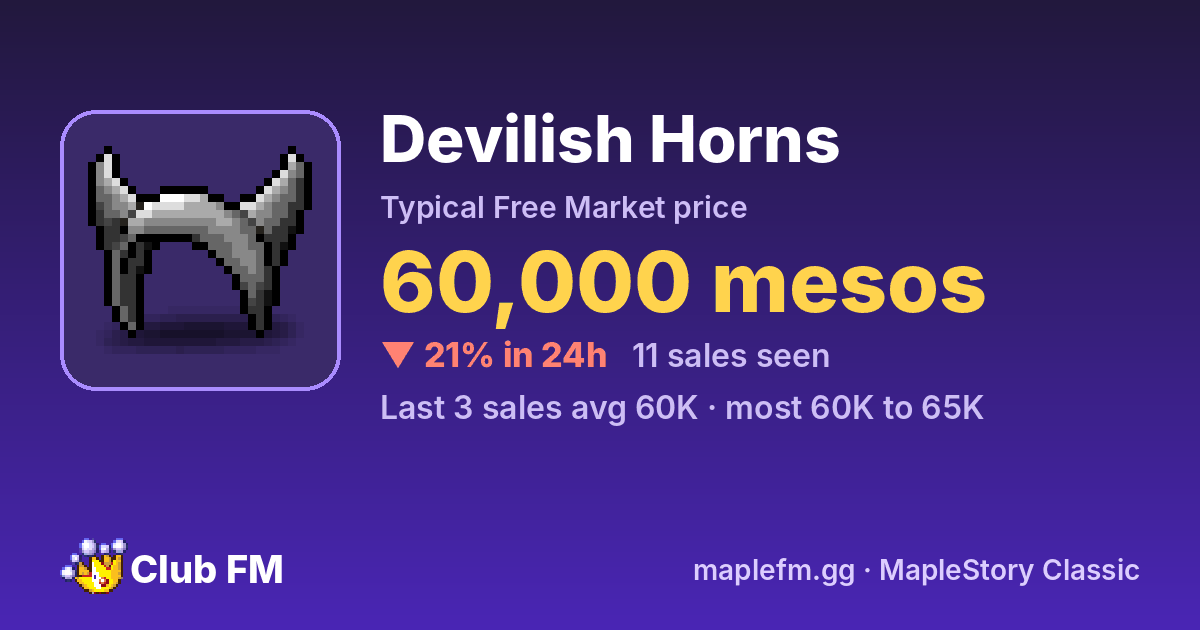 Devilish Horns
Typical Free Market price
60,000 mesos
▼ 21% in 24h 11 sales seen
Last 3 sales avg 60K · most 60K to 65K
Club FM
maplefm.gg · MapleStory Classic